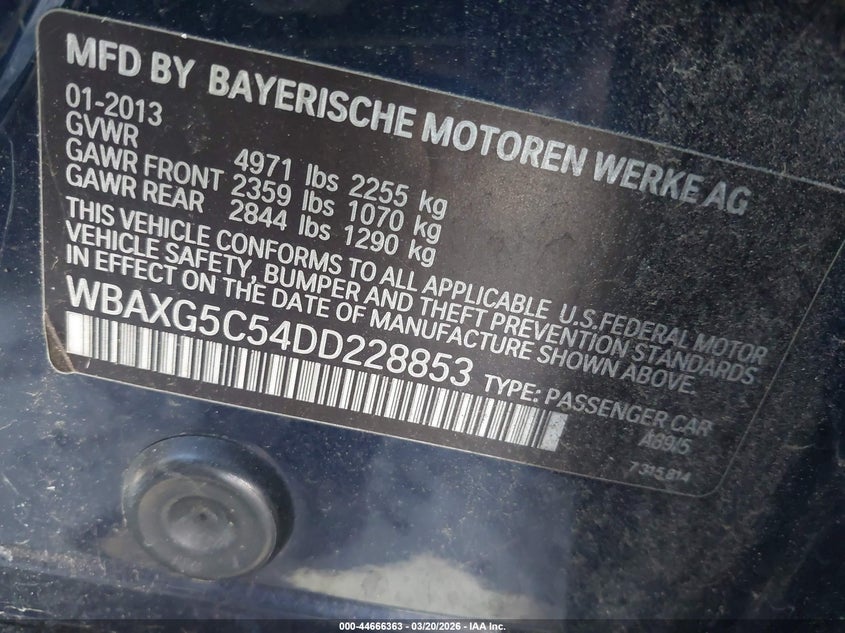 MFD BY BAYERISCHE MOTOREN WERKE AG
01-2013
GVWR 4971 lbs 2255 kg
GAWR FRONT 2359 lbs 1070 kg
GAWR REAR 2844 lbs 1290 kg
THIS VEHICLE CONFORMS TO ALL APPLICABLE U.S.FEDERAL MOTOR
VEHICLE SAFETY, BUMPER AND THEFT PREVENTION STANDARDS
IN EFFECT ON THE DATE OF MANUFACTURE SHOWN ABOVE.
WBAXG5C54DD228853 TYPE: PASSENGER CAR
A89/5
7 315 814
000-44666363 — 03/20/2026 — IAA Inc.